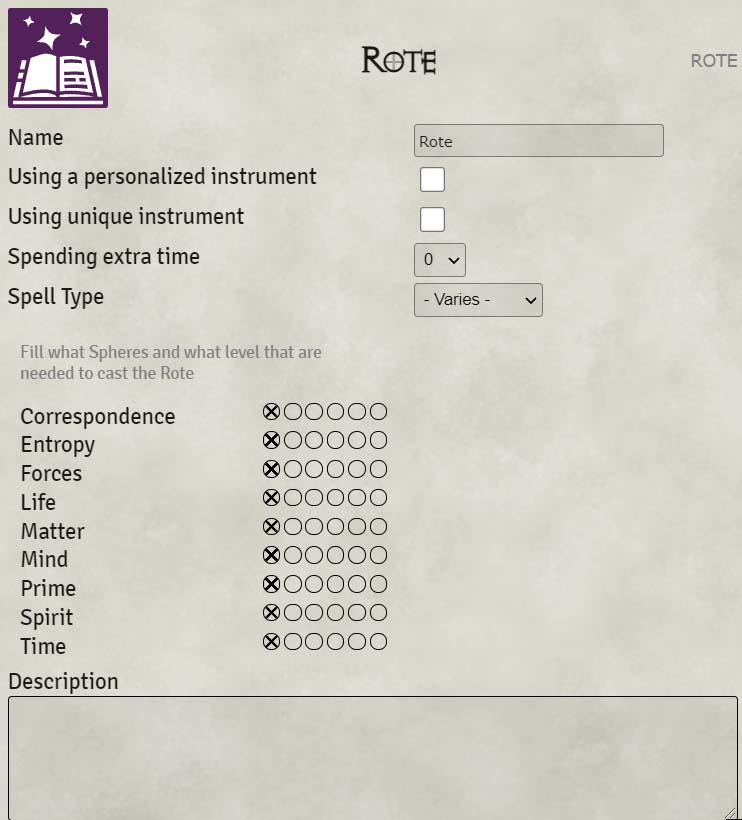 ROTE
ROTE
Name
Rote
Using a personalized instrument
Using unique instrument
Spending extra time
0
Spell Type
- Varies -
Fill what Spheres and what level that are
needed to cast the Rote
Correspondence
Entropy
Forces
Life
Matter
Mind
Prime
Spirit
Time
Description